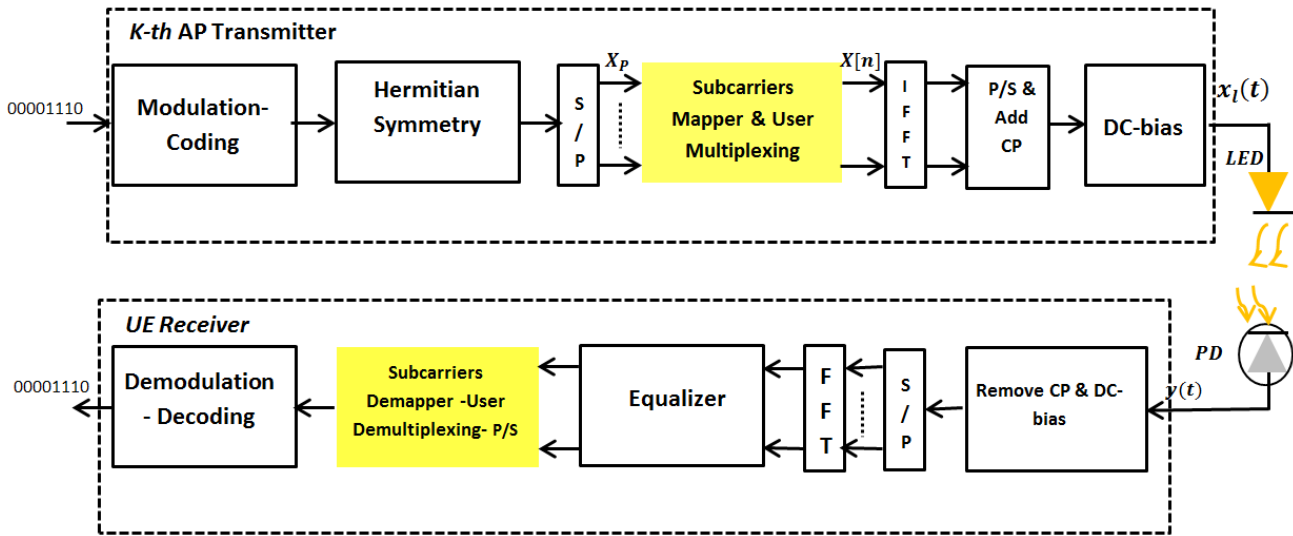 K-th AP Transmitter
00001110
Modulation-
Coding
Hermitian
Symmetry
S
/
P
X_P
Subcarriers
Mapper & User
Multiplexing
X[n]
I
F
F
T
P/S &
Add
CP
DC-bias
x_l(t)
LED
UE Receiver
00001110
Demodulation
- Decoding
Subcarriers
Demapper -User
Demultiplexing- P/S
Equalizer
F
F
T
S
/
P
Remove CP & DC-
bias
y(t)
PD